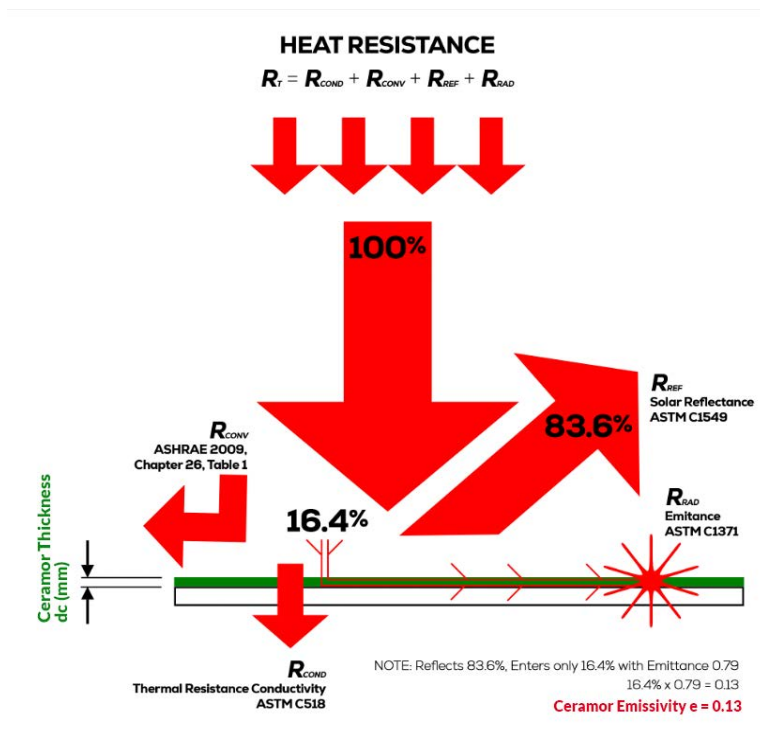 HEAT RESISTANCE
RT = RCOND + RCONV + RREF + RRAD
100%
83.6%
RREF
Solar Reflectance
ASTM C1549
RCONV
ASHRAE 2009,
Chapter 26, Table 1
16.4%
RRAD
Emitance
ASTM C1371
Ceramor Thickness
dc (mm)
RCOND
Thermal Resistance Conductivity
ASTM C518
NOTE: Reflects 83.6%, Enters only 16.4% with Emittance 0.79
16.4% x 0.79 = 0.13
Ceramor Emissivity e = 0.13